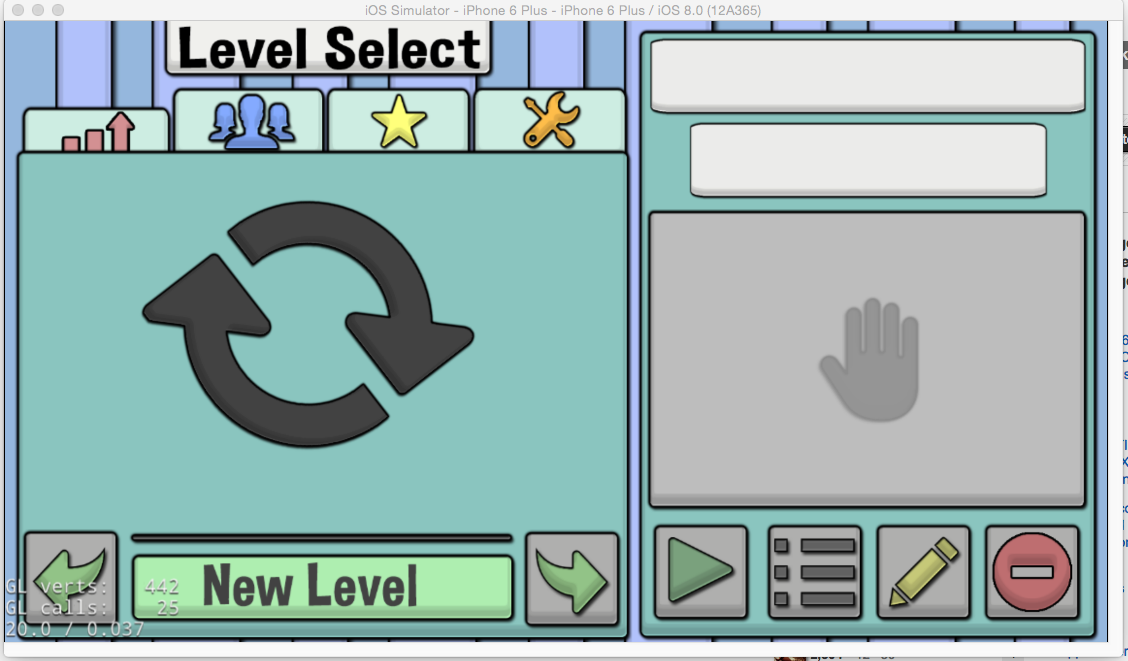 iOS Simulator - iPhone 6 Plus - iPhone 6 Plus / iOS 8.0 (12A365)
Level Select
New Level
GL verts: 442
GL calls: 25
20.0 / 0.037